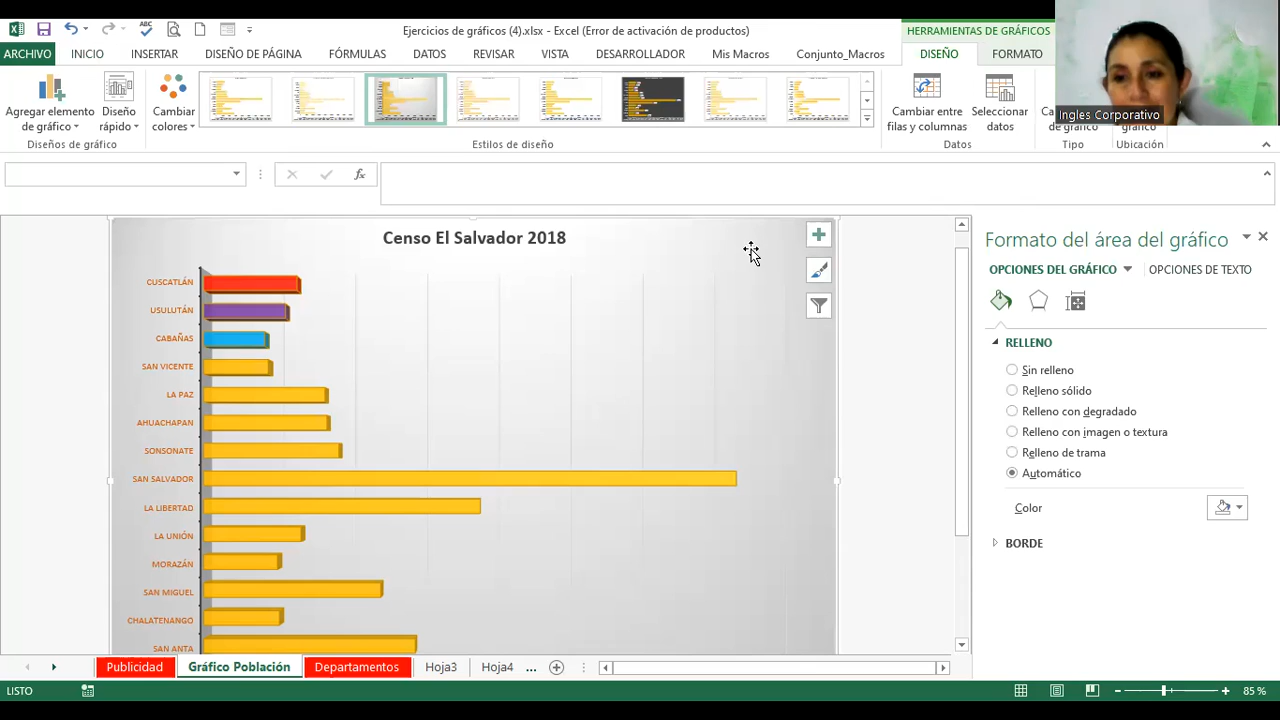 Ejercicios de gráficos (4).xlsx - Excel (Error de activación de productos)
HERRAMIENTAS DE GRÁFICOS
ARCHIVO INICIO INSERTAR DISEÑO DE PÁGINA FÓRMULAS DATOS REVISAR VISTA DESARROLLADOR Mis Macros Conjunto_Macros DISEÑO FORMATO
Agregar elemento de gráfico
Diseño rápido
Cambiar colores
Cambiar entre filas y columnas
Seleccionar datos
de gráfico
gráfico
Ingles Corporativo
Diseños de gráfico Estilos de diseño Datos Tipo Ubicación
fx
Censo El Salvador 2018
CUSCATLÁN
USULUTÁN
CABAÑAS
SAN VICENTE
LA PAZ
AHUACHAPAN
SONSONATE
SAN SALVADOR
LA LIBERTAD
LA UNIÓN
MORAZÁN
SAN MIGUEL
CHALATENANGO
SAN ANTA
Formato del área del gráfico
OPCIONES DEL GRÁFICO OPCIONES DE TEXTO
RELLENO
Sin relleno
Relleno sólido
Relleno con degradado
Relleno con imagen o textura
Relleno de trama
Automático
Color
BORDE
Publicidad Gráfico Población Departamentos Hoja3 Hoja4 ...
LISTO 85 %